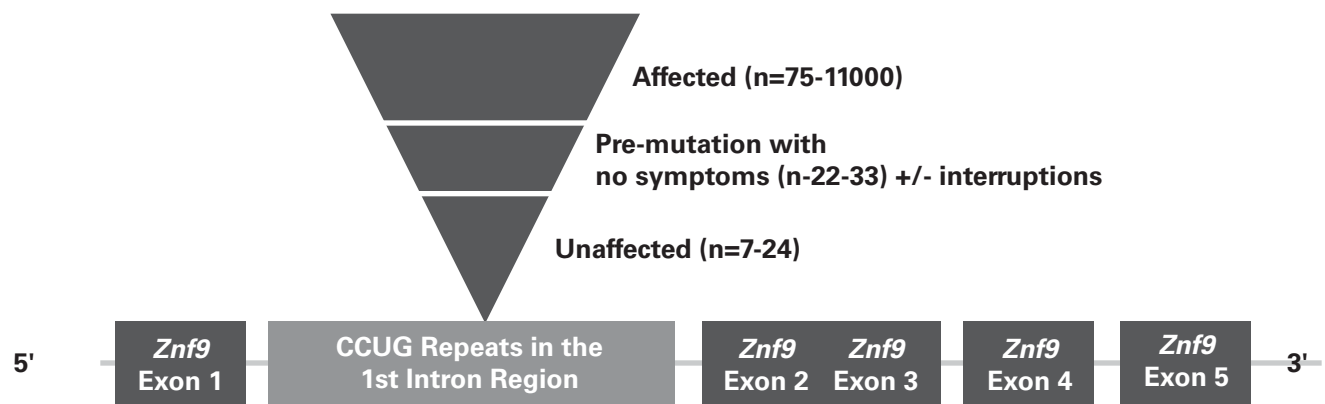 Affected (n=75-11000)
Pre-mutation with
no symptoms (n-22-33) +/- interruptions
Unaffected (n=7-24)
5'
Znf9
Exon 1
CCUG Repeats in the
1st Intron Region
Znf9
Exon 2
Znf9
Exon 3
Znf9
Exon 4
Znf9
Exon 5
3'